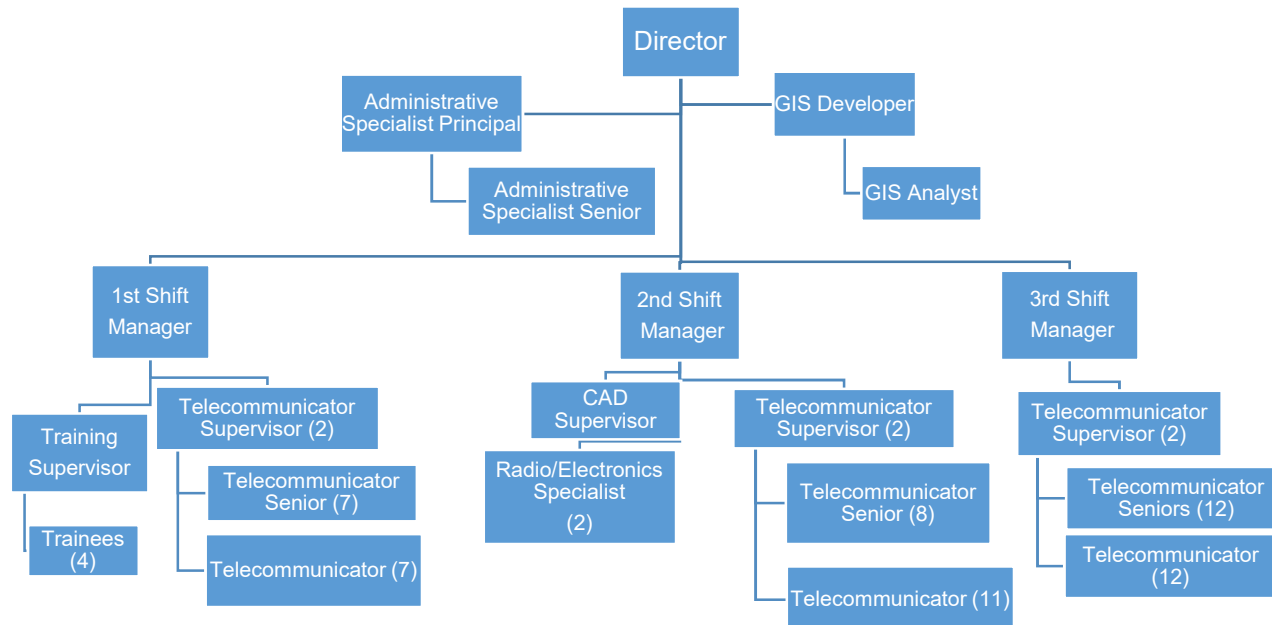 Director
Administrative
Specialist Principal
GIS Developer
Administrative
Specialist Senior
GIS Analyst
1st Shift
Manager
2nd Shift
Manager
3rd Shift
Manager
Training
Supervisor
Telecommunicator
Supervisor (2)
Telecommunicator
Senior (7)
Trainees
(4)
Telecommunicator (7)
CAD
Supervisor
Radio/Electronics
Specialist
(2)
Telecommunicator
Supervisor (2)
Telecommunicator
Senior (8)
Telecommunicator (11)
Telecommunicator
Supervisor (2)
Telecommunicator
Seniors (12)
Telecommunicator
(12)